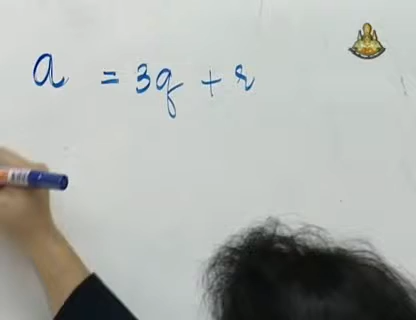 a = 3q + r